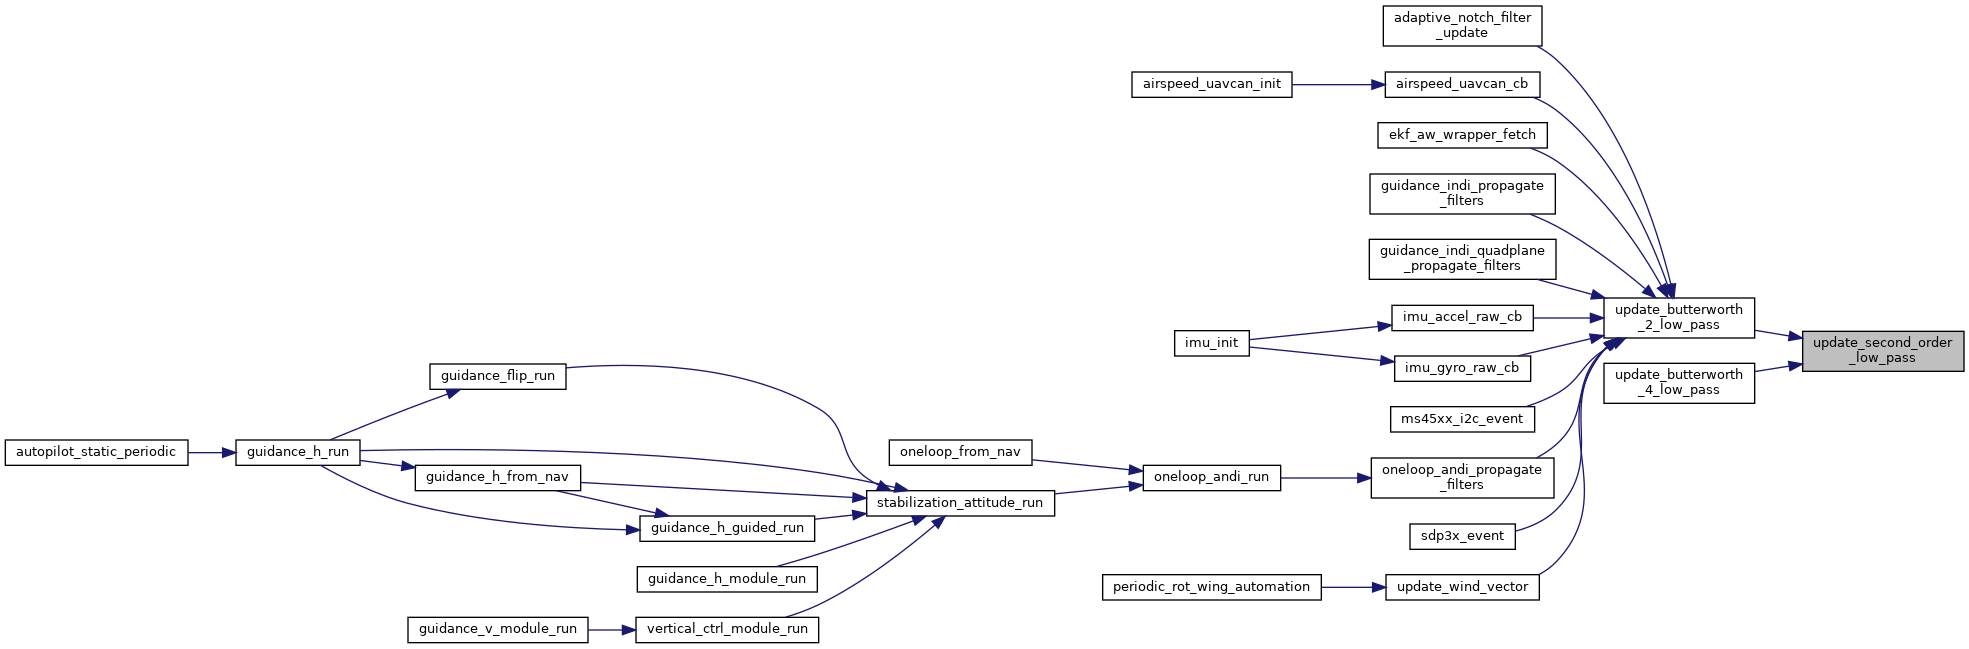 adaptive_notch_filter
_update
airspeed_uavcan_init
airspeed_uavcan_cb
ekf_aw_wrapper_fetch
guidance_indi_propagate
_filters
guidance_indi_quadplane
_propagate_filters
update_butterworth
_2_low_pass
imu_accel_raw_cb
imu_init
update_second_order
_low_pass
imu_gyro_raw_cb
update_butterworth
_4_low_pass
guidance_flip_run
ms45xx_i2c_event
autopilot_static_periodic
guidance_h_run
oneloop_from_nav
guidance_h_from_nav
oneloop_andi_run
oneloop_andi_propagate
_filters
stabilization_attitude_run
guidance_h_guided_run
sdp3x_event
guidance_h_module_run
periodic_rot_wing_automation
update_wind_vector
guidance_v_module_run
vertical_ctrl_module_run